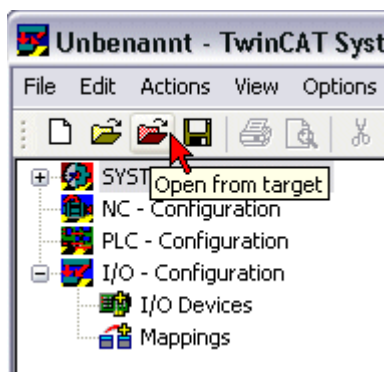 Unbenannt - TwinCAT Syst
File Edit Actions View Options
SYST
Open from target
NC - Configuration
PLC - Configuration
I/O - Configuration
I/O Devices
Mappings